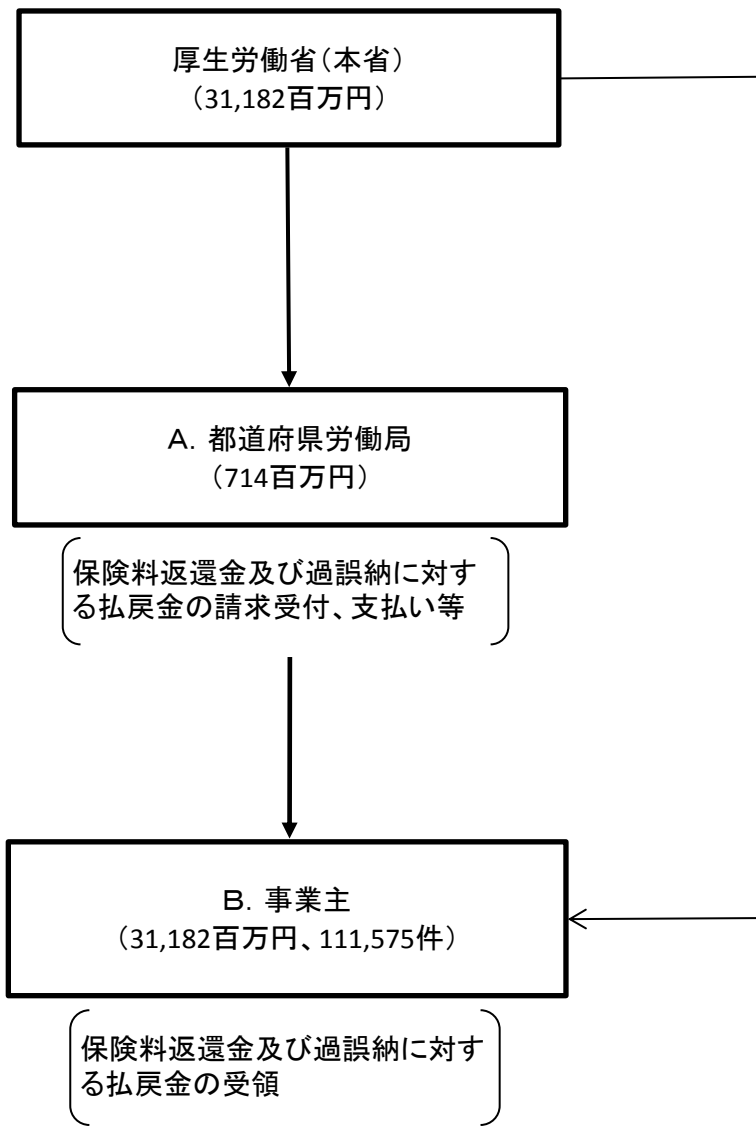 厚生労働省（本省）
（31,182百万円）
Ａ．都道府県労働局
（714百万円）
保険料返還金及び過誤納に対す
る払戻金の請求受付、支払い等
Ｂ．事業主
（31,182百万円、111,575件）
保険料返還金及び過誤納に対す
る払戻金の受領